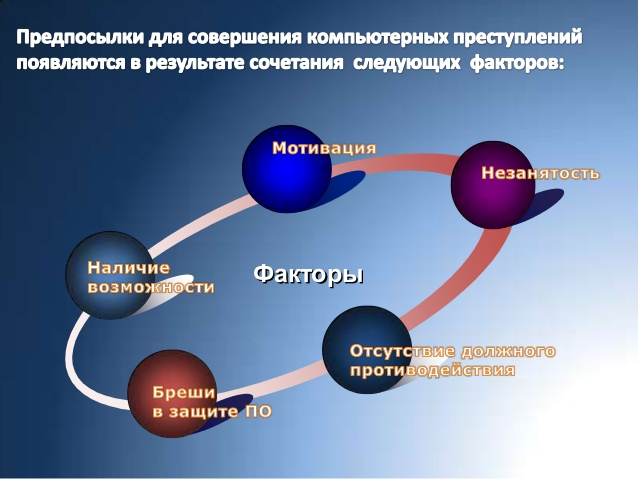 Предпосылки для совершения компьютерных преступлений
появляются в результате сочетания следующих факторов:
Мотивация
Незанятость
Наличие
возможности
Факторы
Отсутствие должного
противодействия
Бреши
в защите ПО